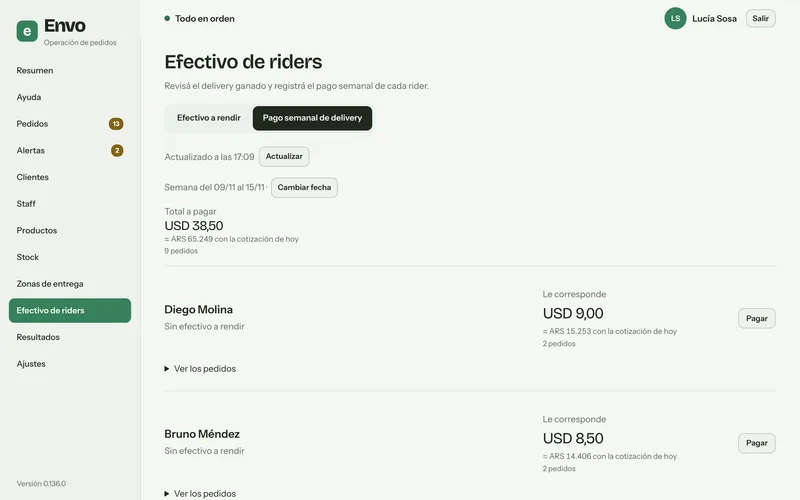 e Envo
Operación de pedidos
Resumen
Ayuda
Pedidos 13
Alertas 2
Clientes
Staff
Productos
Stock
Zonas de entrega
Efectivo de riders
Resultados
Ajustes
Versión 0.136.0
Todo en orden
LS Lucía Sosa Salir
Efectivo de riders
Revisá el delivery ganado y registrá el pago semanal de cada rider.
Efectivo a rendir Pago semanal de delivery
Actualizado a las 17:09 Actualizar
Semana del 09/11 al 15/11 · Cambiar fecha
Total a pagar
USD 38,50
≈ ARS 65.249 con la cotización de hoy
9 pedidos
Diego Molina
Sin efectivo a rendir
Le corresponde
USD 9,00
≈ ARS 15.253 con la cotización de hoy
2 pedidos
Pagar
Ver los pedidos
Bruno Méndez
Sin efectivo a rendir
Le corresponde
USD 8,50
≈ ARS 14.406 con la cotización de hoy
2 pedidos
Pagar
Ver los pedidos